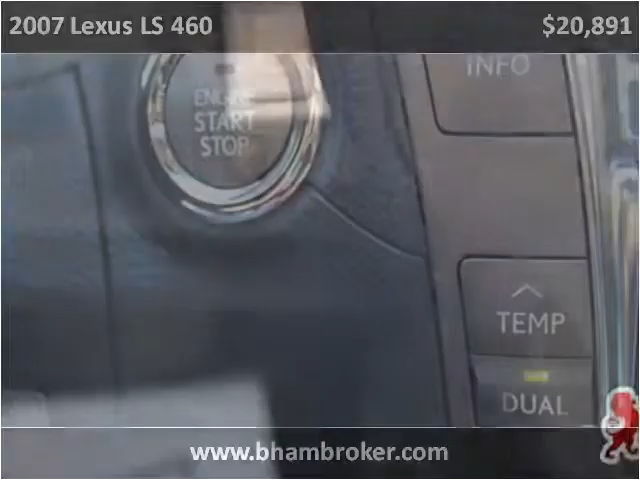 2007 Lexus LS 460
$20,891
INFO
ENGINE
START
STOP
TEMP
DUAL
www.bhambroker.com